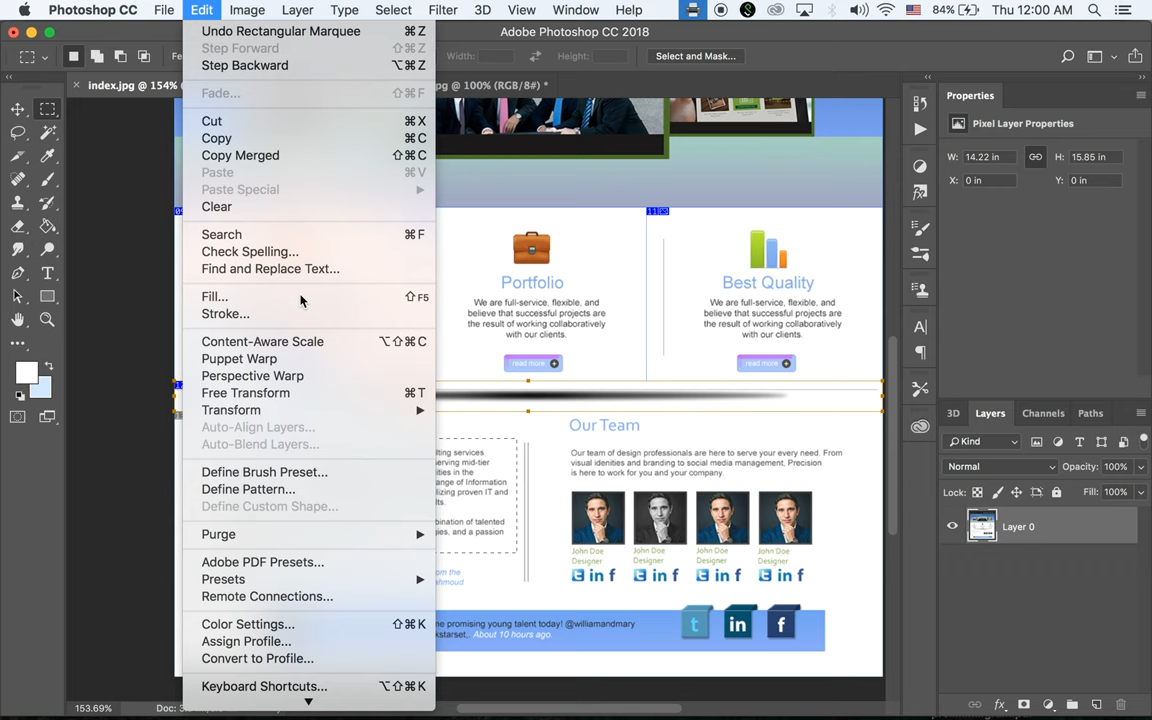 Photoshop CC File Edit Image Layer Type Select Filter 3D View Window Help 84% Thu 12:00 AM
Adobe Photoshop CC 2018
Width: Height: Select and Mask...
index.jpg @ 154% pg @ 100% (RGB/8#) *
Undo Rectangular Marquee ⌘Z
Step Forward ⇧⌘Z
Step Backward ⌥⌘Z
Fade... ⇧⌘F
Cut ⌘X
Copy ⌘C
Copy Merged ⇧⌘C
Paste ⌘V
Paste Special
Clear
Search ⌘F
Check Spelling...
Find and Replace Text...
Fill... ⇧F5
Stroke...
Content-Aware Scale ⌥⇧⌘C
Puppet Warp
Perspective Warp
Free Transform ⌘T
Transform
Auto-Align Layers...
Auto-Blend Layers...
Define Brush Preset...
Define Pattern...
Define Custom Shape...
Purge
Adobe PDF Presets...
Presets
Remote Connections...
Color Settings... ⇧⌘K
Assign Profile...
Convert to Profile...
Keyboard Shortcuts... ⌥⇧⌘K
Portfolio
We are full-service, flexible, and
believe that successful projects are
the result of working collaboratively
with our clients.
read more
Best Quality
We are full-service, flexible, and
believe that successful projects are
the result of working collaboratively
with our clients.
read more
Our Team
Our team of design professionals are here to serve your every need. From
visual idenities and branding to social media management, Precision
is here to work for you and your company.
lting services
erving mid-tier
ities in the
ange of Information
lizing proven IT and
lts.
bination of talented
gies, and a passion
om the
ahmoud
John Doe John Doe John Doe John Doe
Designer Designer Designer Designer
me promising young talent today! @williamandmary
kstarset,. About 10 hours ago
Properties
Pixel Layer Properties
W: 14.22 in H: 15.85 in
X: 0 in Y: 0 in
3D Layers Channels Paths
Kind
Normal Opacity: 100%
Lock: Fill: 100%
Layer 0
153.69%